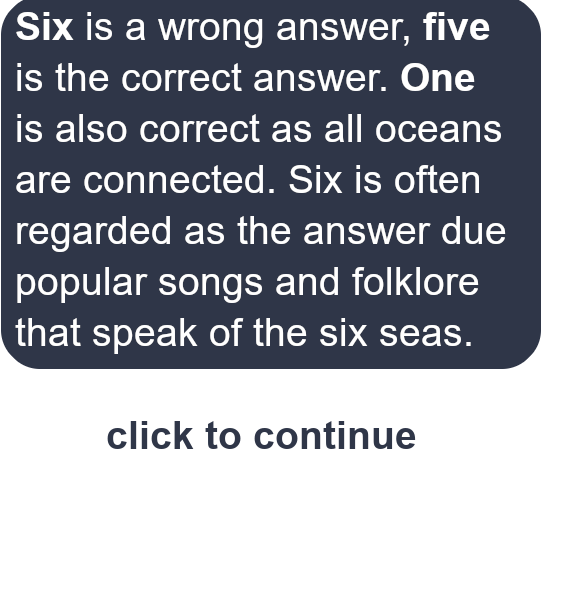 Six is a wrong answer, five
is the correct answer. One
is also correct as all oceans
are connected. Six is often
regarded as the answer due
popular songs and folklore
that speak of the six seas.
click to continue